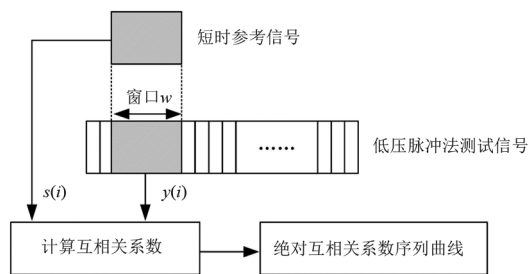 短时参考信号
窗口w
低压脉冲法测试信号
······
s(i)
y(i)
计算互相关系数
绝对互相关系数序列曲线